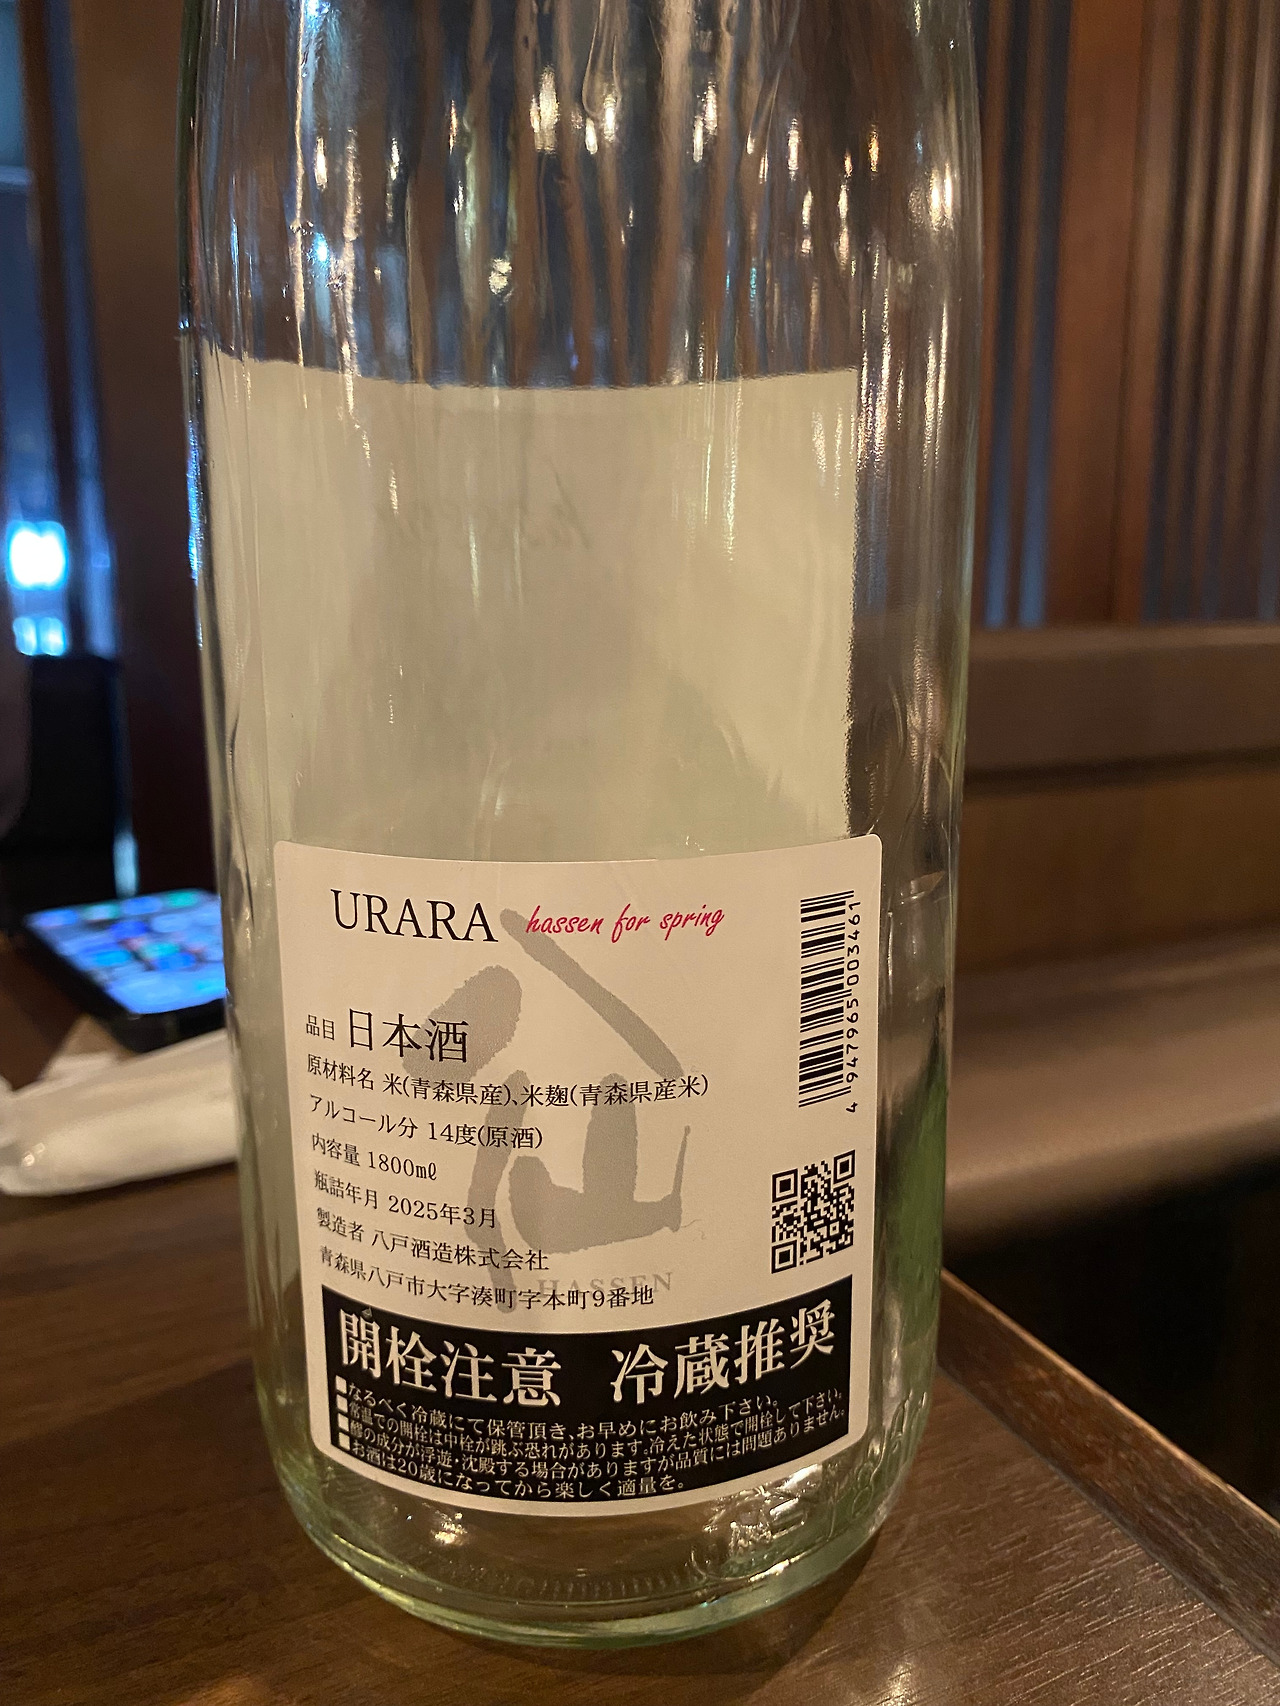 URARA hassen for spring
品目 日本酒
原材料名 米(青森県産)、米麹(青森県産米)
アルコール分 14度(原酒)
内容量 1800mℓ
瓶詰年月 2025年3月
製造者 八戸酒造株式会社
青森県八戸市大字湊町字本町9番地
八仙
HASSEN
4 947965 003461
開栓注意 冷蔵推奨
■なるべく冷蔵にて保管頂き、お早めにお飲み下さい。
■常温での開栓は中栓が跳ぶ恐れがあります。冷えた状態で開栓して下さい。
■醪の成分が浮遊・沈殿する場合がありますが品質には問題ありません。
■お酒は20歳になってから楽しく適量を。